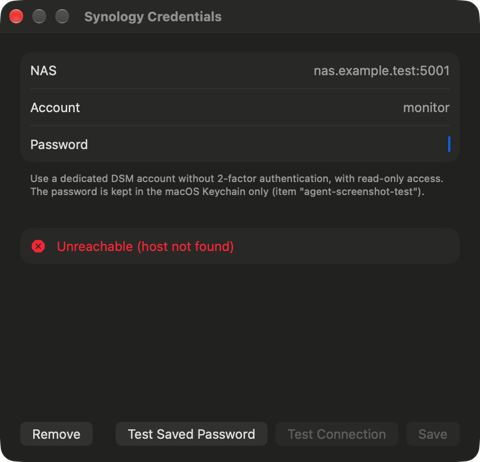 Synology Credentials
NAS nas.example.test:5001
Account monitor
Password
Use a dedicated DSM account without 2-factor authentication, with read-only access.
The password is kept in the macOS Keychain only (item "agent-screenshot-test").
Unreachable (host not found)
Remove Test Saved Password Test Connection Save